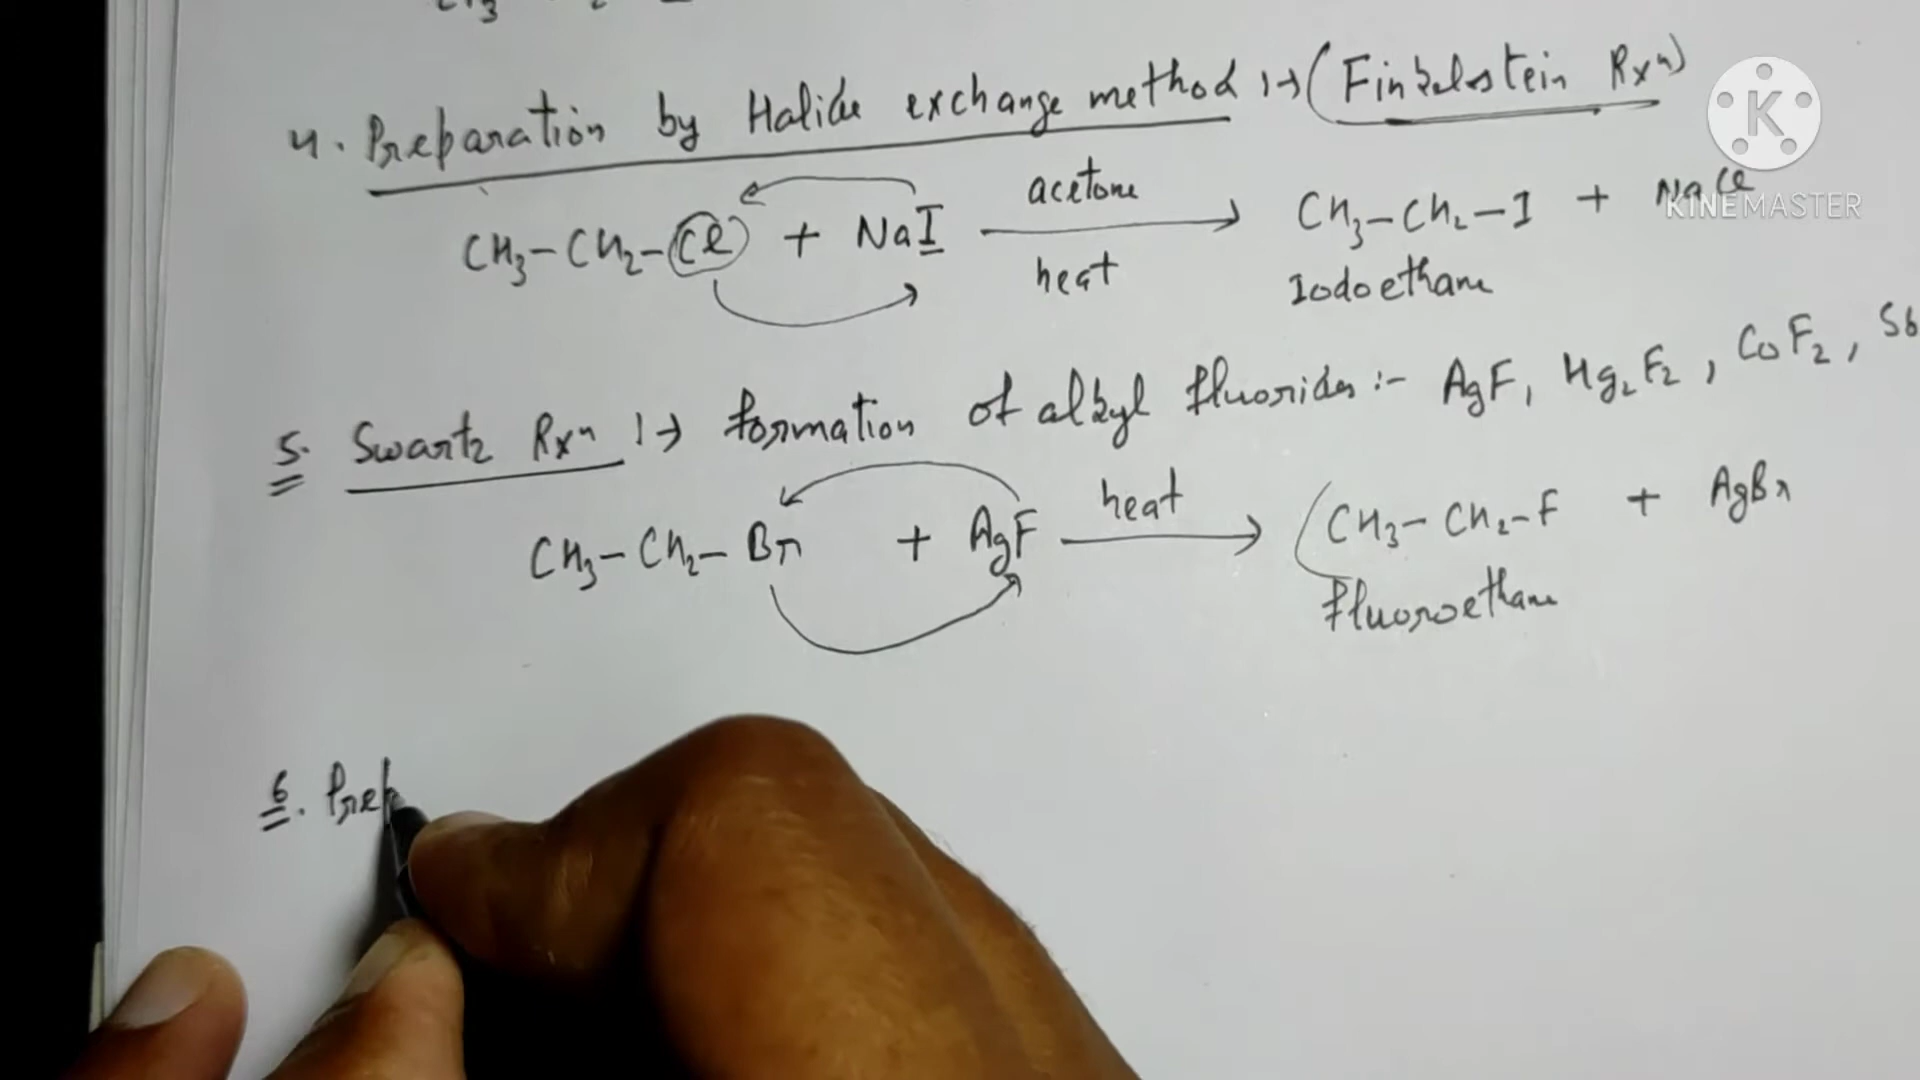 4. Preparation by Halide exchange method :→ (Finkelstein Rxⁿ)
K
KINEMASTER
acetone
CH₃-CH₂-Cl + NaI → CH₃-CH₂-I + NaCl
heat
Iodoethane
5. Swartz Rxⁿ :→ formation of alkyl fluorides :- AgF, Hg₂F₂, CoF₂, Sb
heat
CH₃-CH₂-Br + AgF → CH₃-CH₂-F + AgBr
Fluoroethane
6. Prep